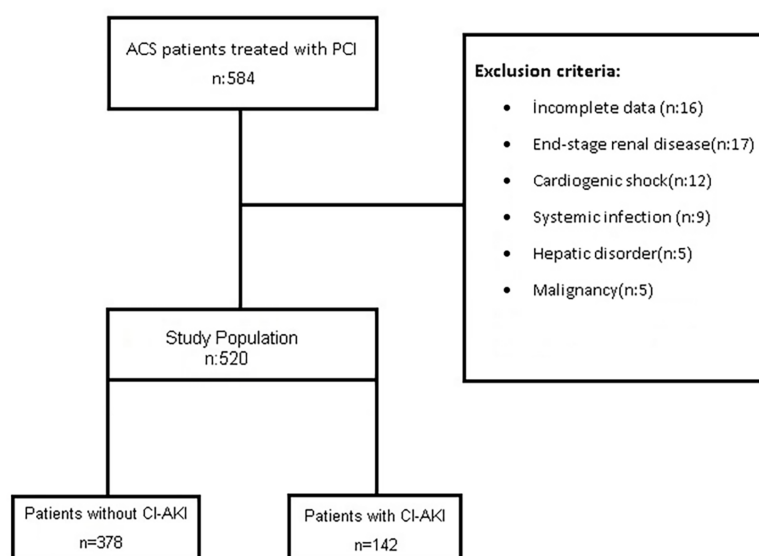 ACS patients treated with PCI
n:584
Exclusion criteria:
• İncomplete data (n:16)
• End-stage renal disease(n:17)
• Cardiogenic shock(n:12)
• Systemic infection (n:9)
• Hepatic disorder(n:5)
• Malignancy(n:5)
Study Population
n:520
Patients without CI-AKI
n=378
Patients with CI-AKI
n=142